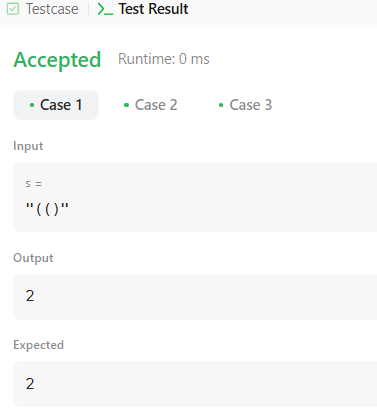 Testcase | Test Result
Accepted Runtime: 0 ms
• Case 1 • Case 2 • Case 3
Input
s =
"(()"
Output
2
Expected
2